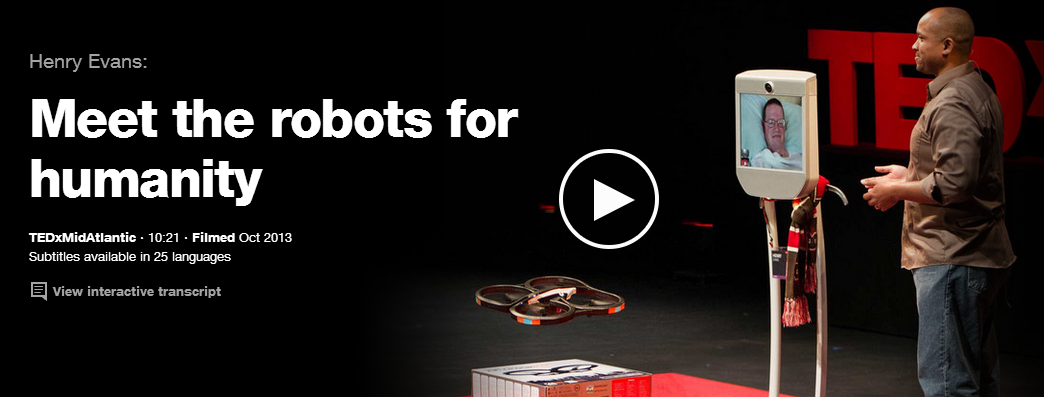 Henry Evans:
Meet the robots for
humanity
TEDxMidAtlantic · 10:21 · Filmed Oct 2013
Subtitles available in 25 languages
View interactive transcript
TEDx